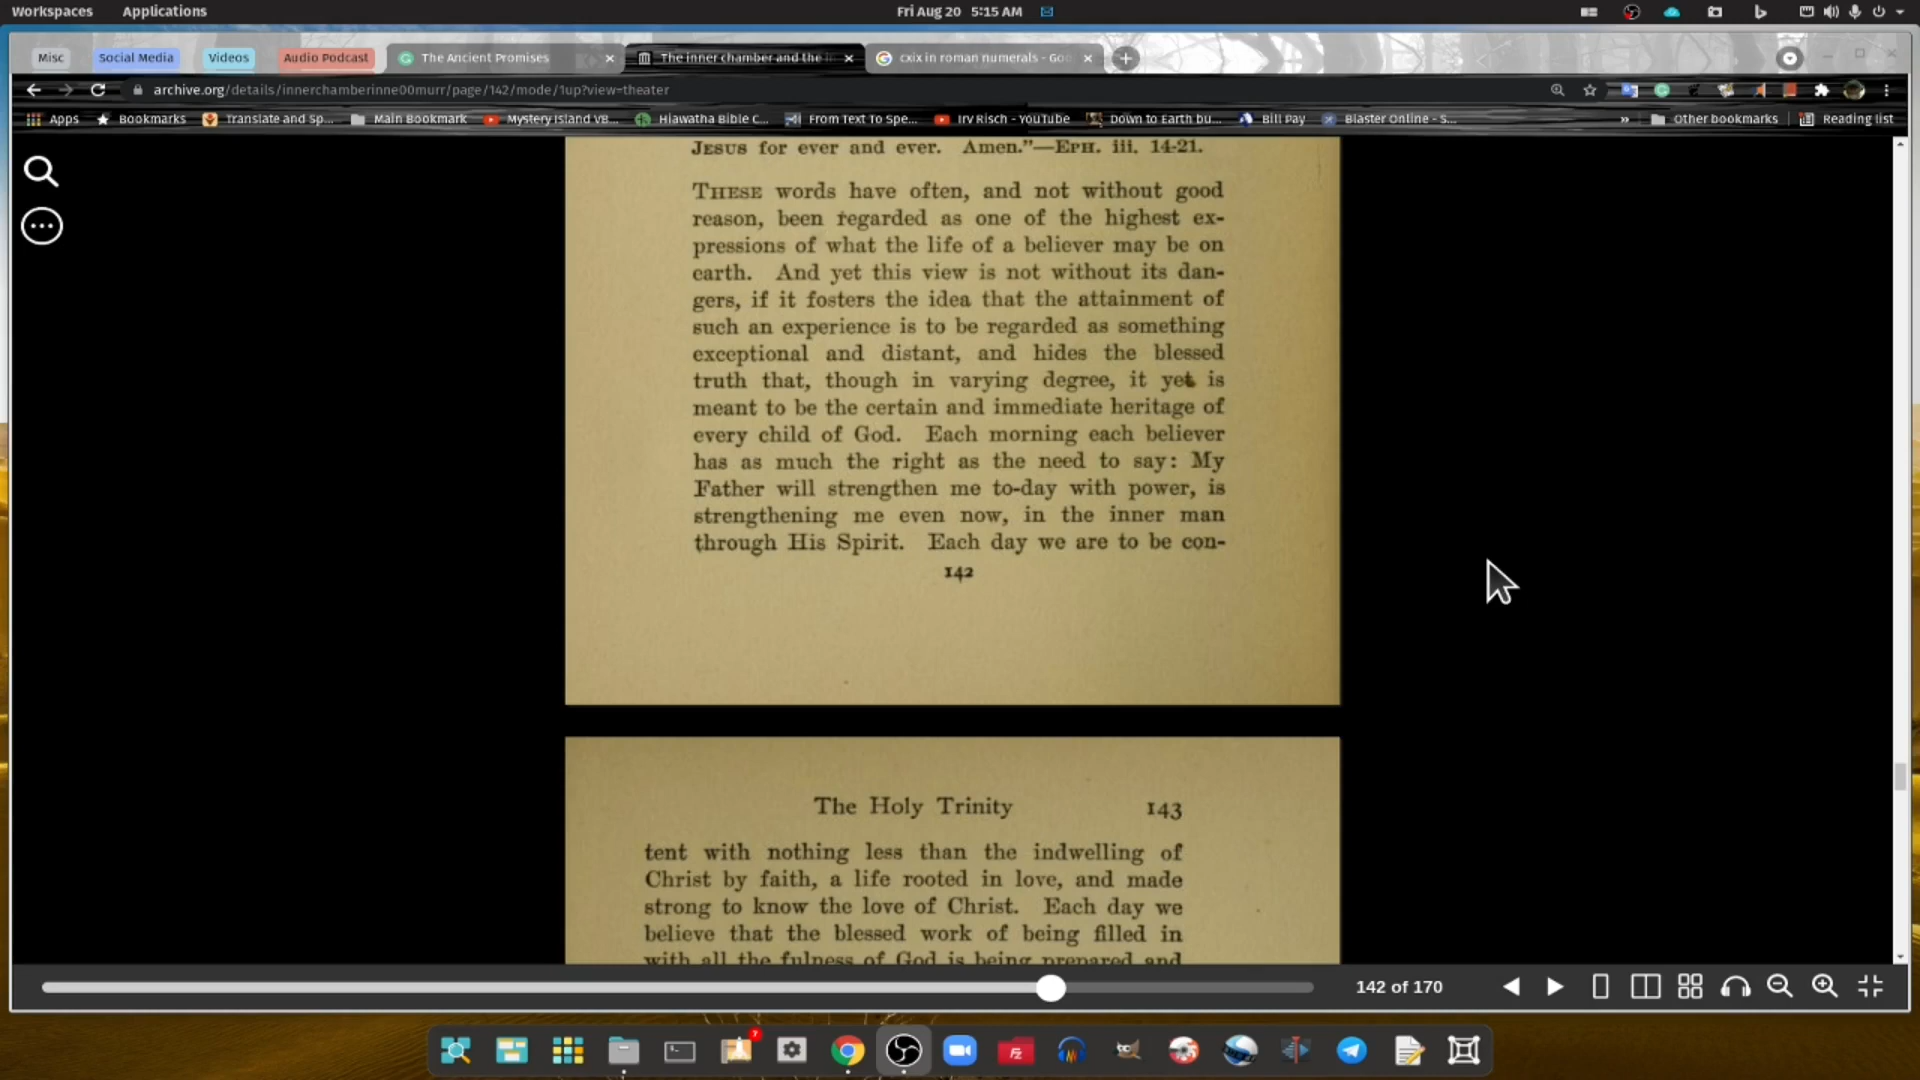 Workspaces Applications Fri Aug 20 5:15 AM
Misc Social Media Videos Audio Podcast The Ancient Promises The inner chamber and the i cxix in roman numerals - Goo
archive.org/details/innerchamberinne00murr/page/142/mode/1up?view=theater
Apps Bookmarks Translate and Sp... Main Bookmark Mystery Island VB... Hiawatha Bible C... From Text To Spe... Irv Risch - YouTube Down to Earth bu... Bill Pay Blaster Online - S... » Other bookmarks Reading list
JESUS for ever and ever. Amen."—EPH. iii. 14-21.
THESE words have often, and not without good
reason, been regarded as one of the highest ex-
pressions of what the life of a believer may be on
earth. And yet this view is not without its dan-
gers, if it fosters the idea that the attainment of
such an experience is to be regarded as something
exceptional and distant, and hides the blessed
truth that, though in varying degree, it yet is
meant to be the certain and immediate heritage of
every child of God. Each morning each believer
has as much the right as the need to say: My
Father will strengthen me to-day with power, is
strengthening me even now, in the inner man
through His Spirit. Each day we are to be con-
142
The Holy Trinity 143
tent with nothing less than the indwelling of
Christ by faith, a life rooted in love, and made
strong to know the love of Christ. Each day we
believe that the blessed work of being filled in
with all the fulness of God is being prepared and
142 of 170
7
Fz